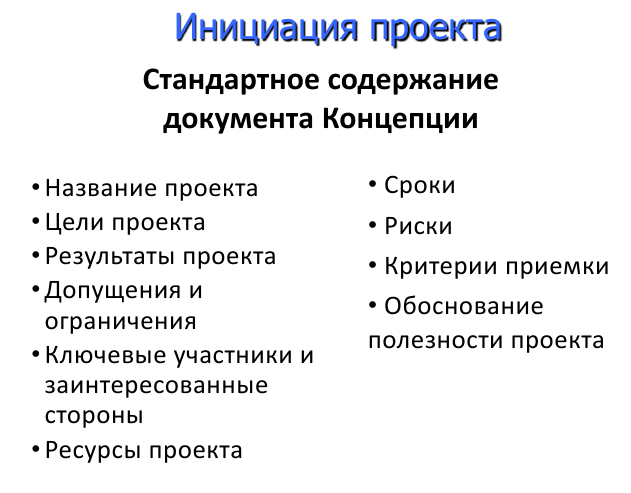 Инициация проекта
Стандартное содержание
документа Концепции
• Название проекта
• Цели проекта
• Результаты проекта
• Допущения и
ограничения
• Ключевые участники и
заинтересованные
стороны
• Ресурсы проекта
• Сроки
• Риски
• Критерии приемки
• Обоснование
полезности проекта